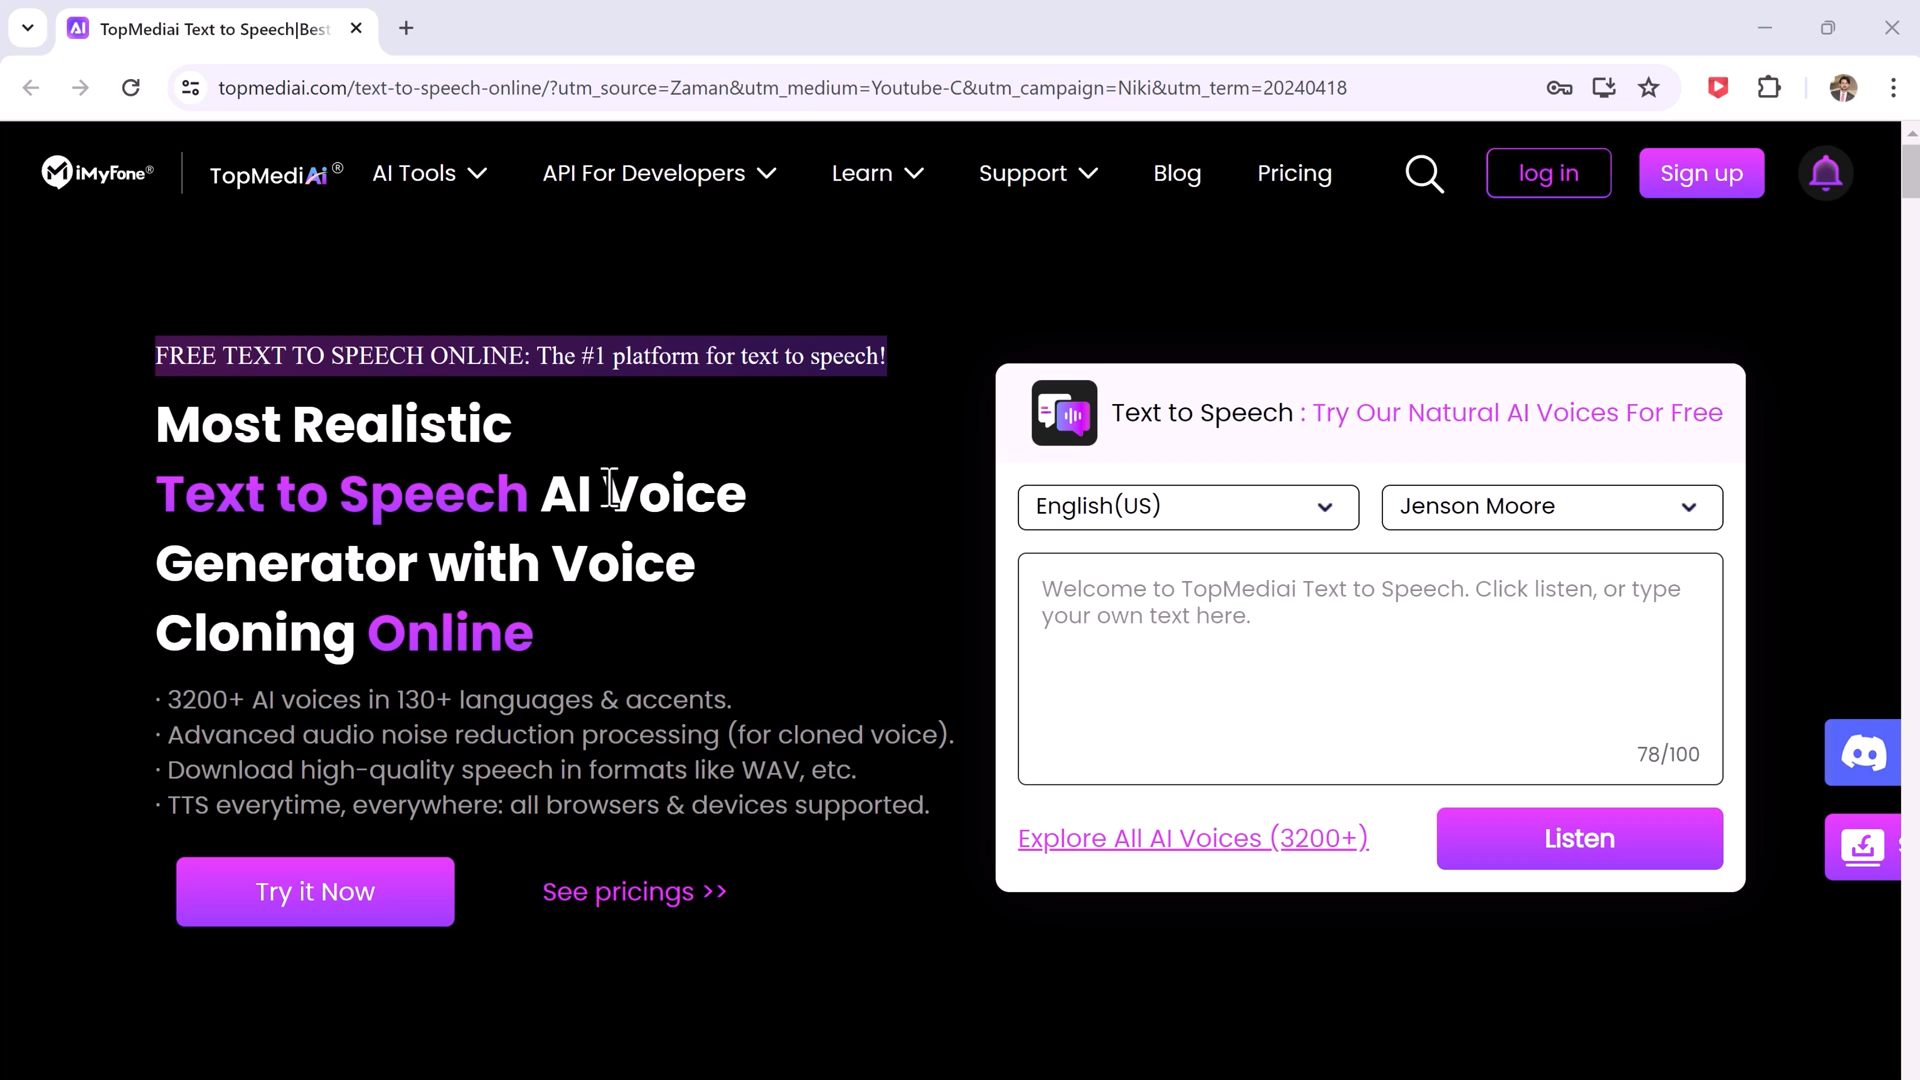 TopMediai Text to Speech|Best
topmediai.com/text-to-speech-online/?utm_source=Zaman&utm_medium=Youtube-C&utm_campaign=Niki&utm_term=20240418
iMyFone® TopMediAi® AI Tools API For Developers Learn Support Blog Pricing log in Sign up
FREE TEXT TO SPEECH ONLINE: The #1 platform for text to speech!
Most Realistic
Text to Speech AI Voice
Generator with Voice
Cloning Online
· 3200+ AI voices in 130+ languages & accents.
· Advanced audio noise reduction processing (for cloned voice).
· Download high-quality speech in formats like WAV, etc.
· TTS everytime, everywhere: all browsers & devices supported.
Try it Now See pricings >>
Text to Speech : Try Our Natural AI Voices For Free
English(US) Jenson Moore
Welcome to TopMediai Text to Speech. Click listen, or type
your own text here.
78/100
Explore All AI Voices (3200+) Listen